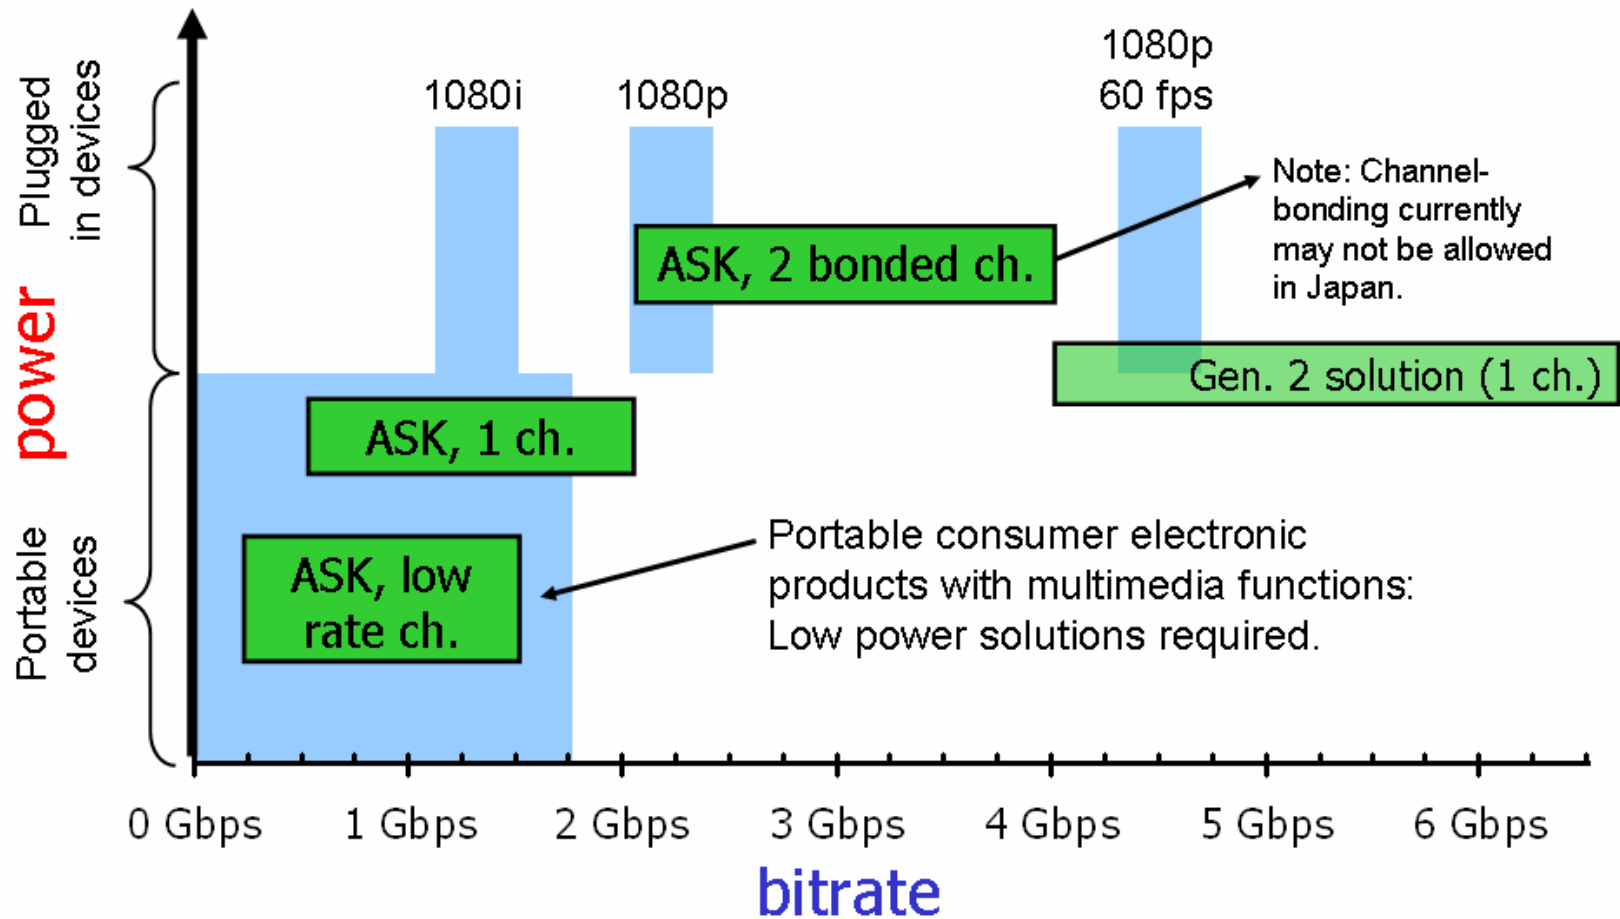 1080p
60 fps
1080i
1080p
Plugged
in devices
Note: Channel-
bonding currently
may not be allowed
in Japan.
ASK, 2 bonded ch.
power
Gen. 2 solution (1 ch.)
ASK, 1 ch.
Portable
devices
ASK, low
rate ch.
Portable consumer electronic
products with multimedia functions:
Low power solutions required.
0 Gbps 1 Gbps 2 Gbps 3 Gbps 4 Gbps 5 Gbps 6 Gbps
bitrate